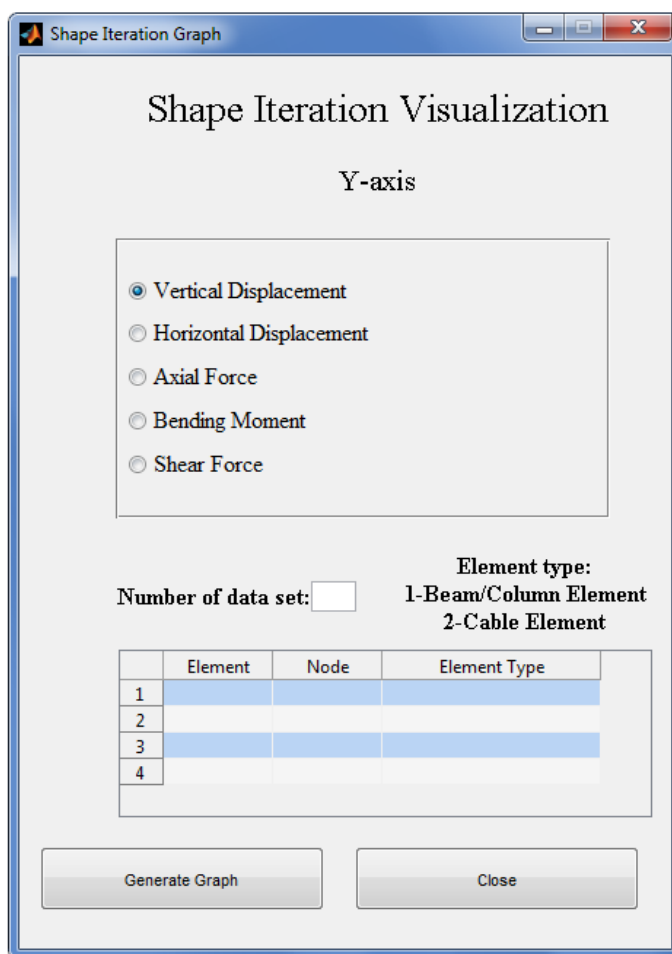 Shape Iteration Graph
Shape Iteration Visualization
Y-axis
Vertical Displacement
Horizontal Displacement
Axial Force
Bending Moment
Shear Force
Element type:
Number of data set:
1-Beam/Column Element
2-Cable Element
Element Node Element Type
1
2
3
4
Generate Graph Close